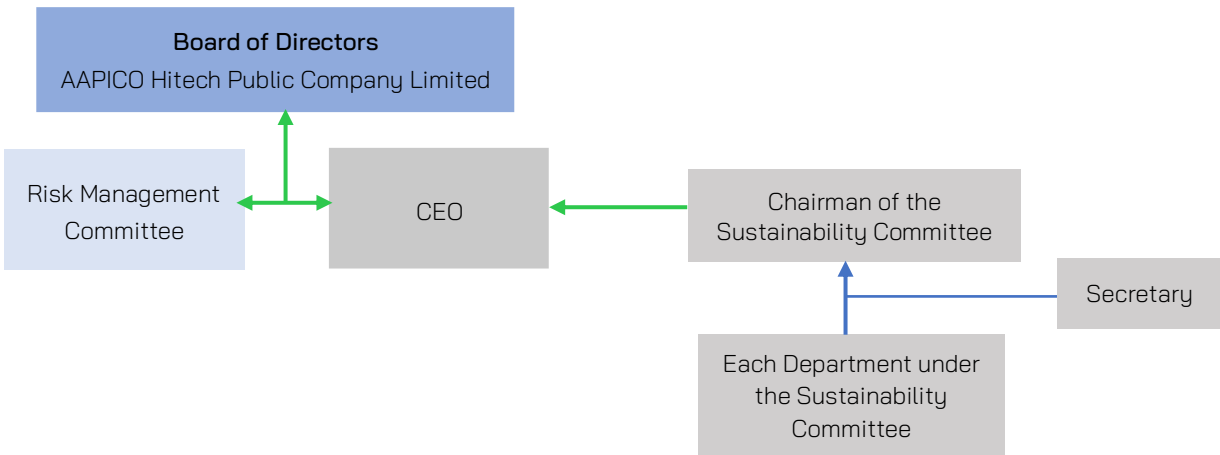 Board of Directors
AAPICO Hitech Public Company Limited
Risk Management
Committee
CEO
Chairman of the
Sustainability Committee
Secretary
Each Department under
the Sustainability
Committee